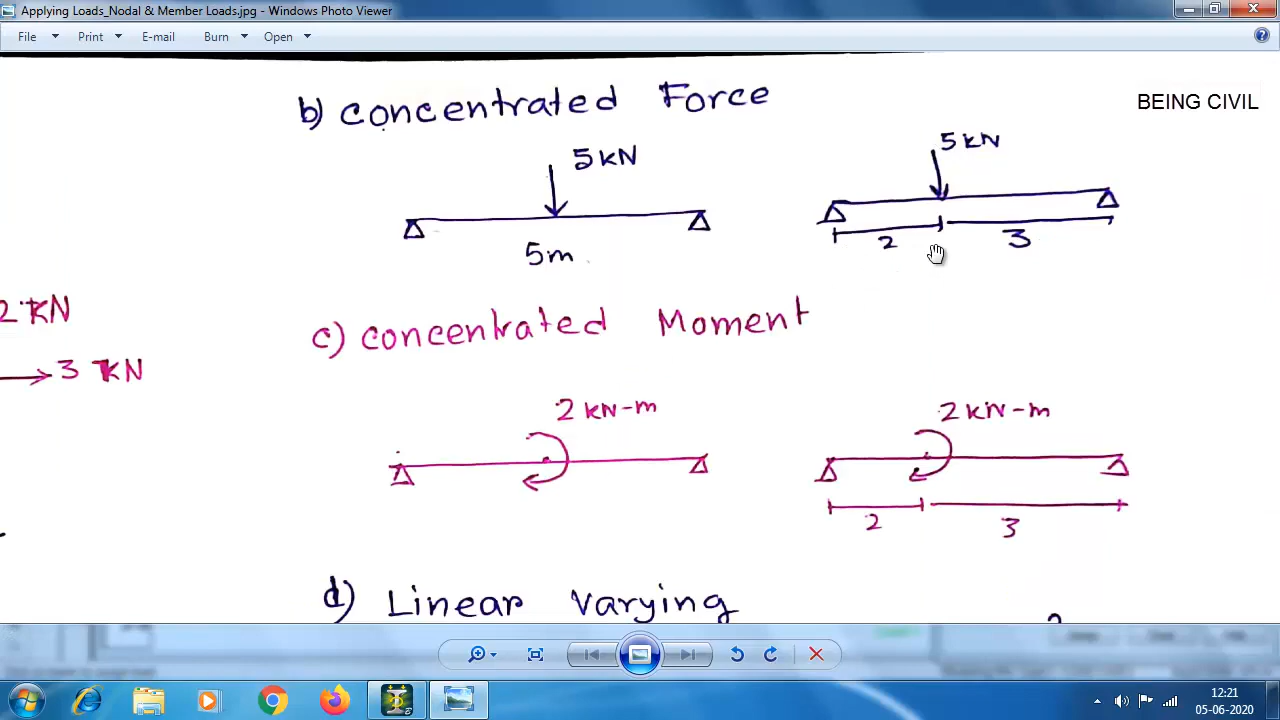 Applying Loads_Nodal & Member Loads.jpg - Windows Photo Viewer
File Print E-mail Burn Open
BEING CIVIL
b) Concentrated Force
5 kN
5 kN
5m
2
3
2 kN
3 kN
c) Concentrated Moment
2 kN-m
2 kN-m
2
3
d) Linear Varying
12:21
05-06-2020